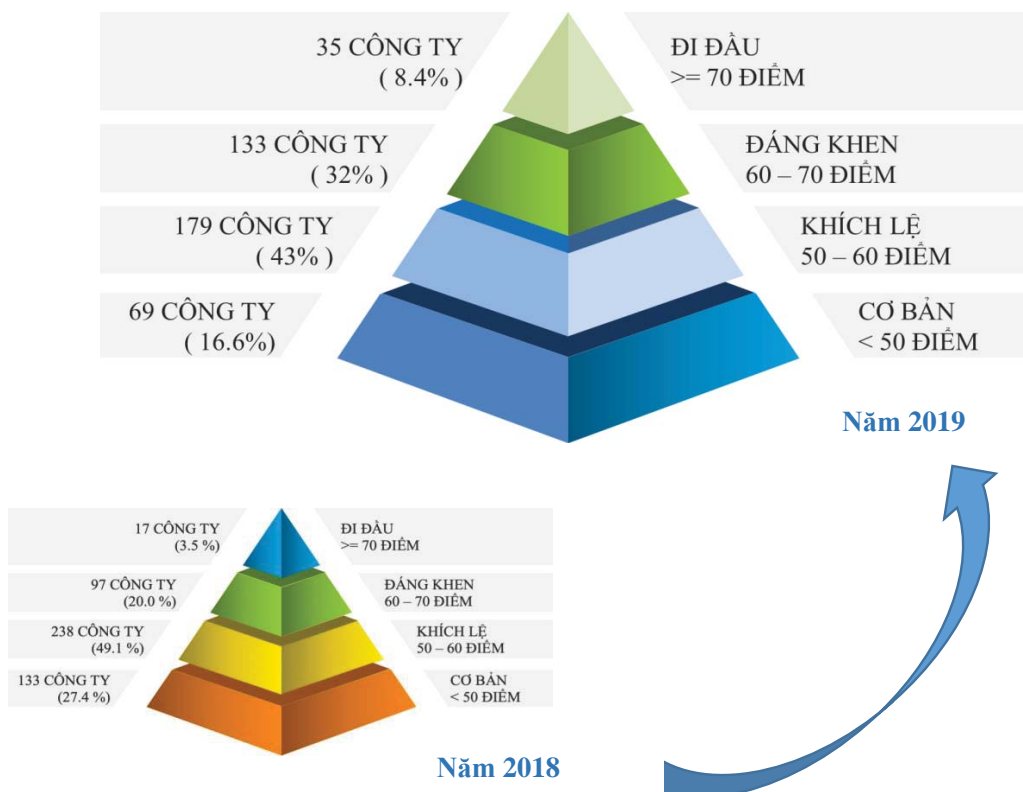 35 CÔNG TY
( 8.4% )
ĐI ĐẦU
>= 70 ĐIỂM
133 CÔNG TY
( 32% )
ĐÁNG KHEN
60 – 70 ĐIỂM
179 CÔNG TY
( 43% )
KHÍCH LỆ
50 – 60 ĐIỂM
69 CÔNG TY
( 16.6%)
CƠ BẢN
< 50 ĐIỂM
Năm 2019
17 CÔNG TY
(3.5 %)
ĐI ĐẦU
>= 70 ĐIỂM
97 CÔNG TY
(20.0 %)
ĐÁNG KHEN
60 – 70 ĐIỂM
238 CÔNG TY
(49.1 %)
KHÍCH LỆ
50 – 60 ĐIỂM
133 CÔNG TY
(27.4 %)
CƠ BẢN
< 50 ĐIỂM
Năm 2018